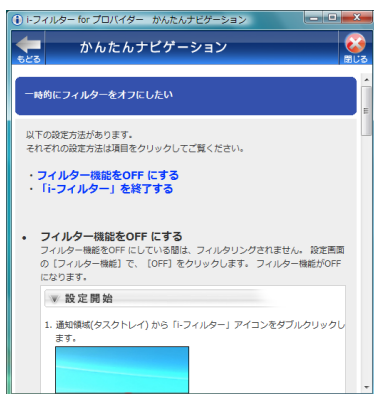 i-フィルター for プロバイダー　かんたんナビゲーション
もどる
かんたんナビゲーション
閉じる
一時的にフィルターをオフにしたい
以下の設定方法があります。
それぞれの設定方法は項目をクリックしてご覧ください。
・フィルター機能をOFF にする
・「i-フィルター」を終了する
• フィルター機能をOFF にする
フィルター機能をOFF にしている間は、フィルタリングされません。 設定画面
の［フィルター機能］で、［OFF］をクリックします。 フィルター機能がOFF
になります。
設定開始
1. 通知領域(タスクトレイ) から「i-フィルター」アイコンをダブルクリックし
ます。